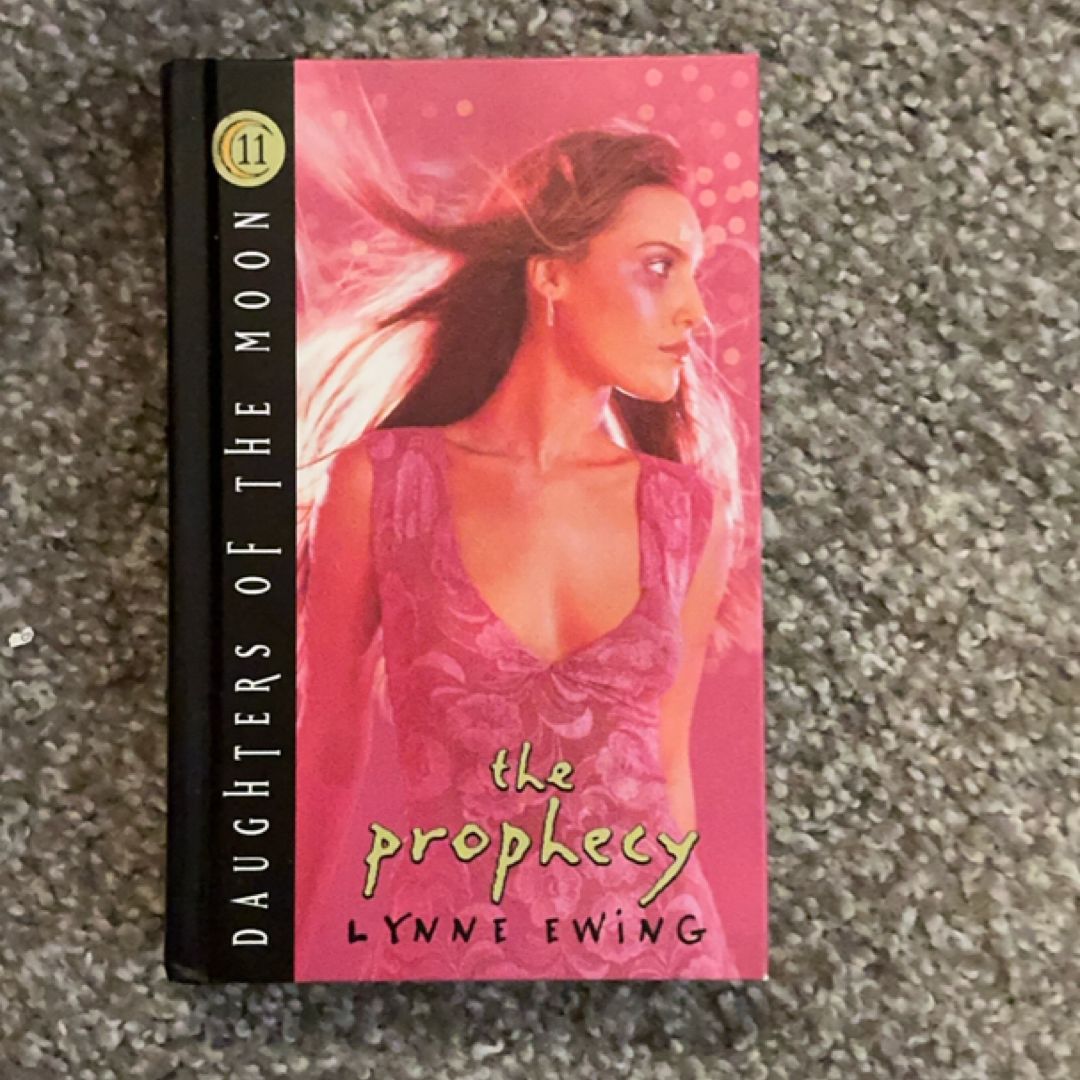 11
DAUGHTERS OF THE MOON
the
prophecy
LYNNE EWiNG